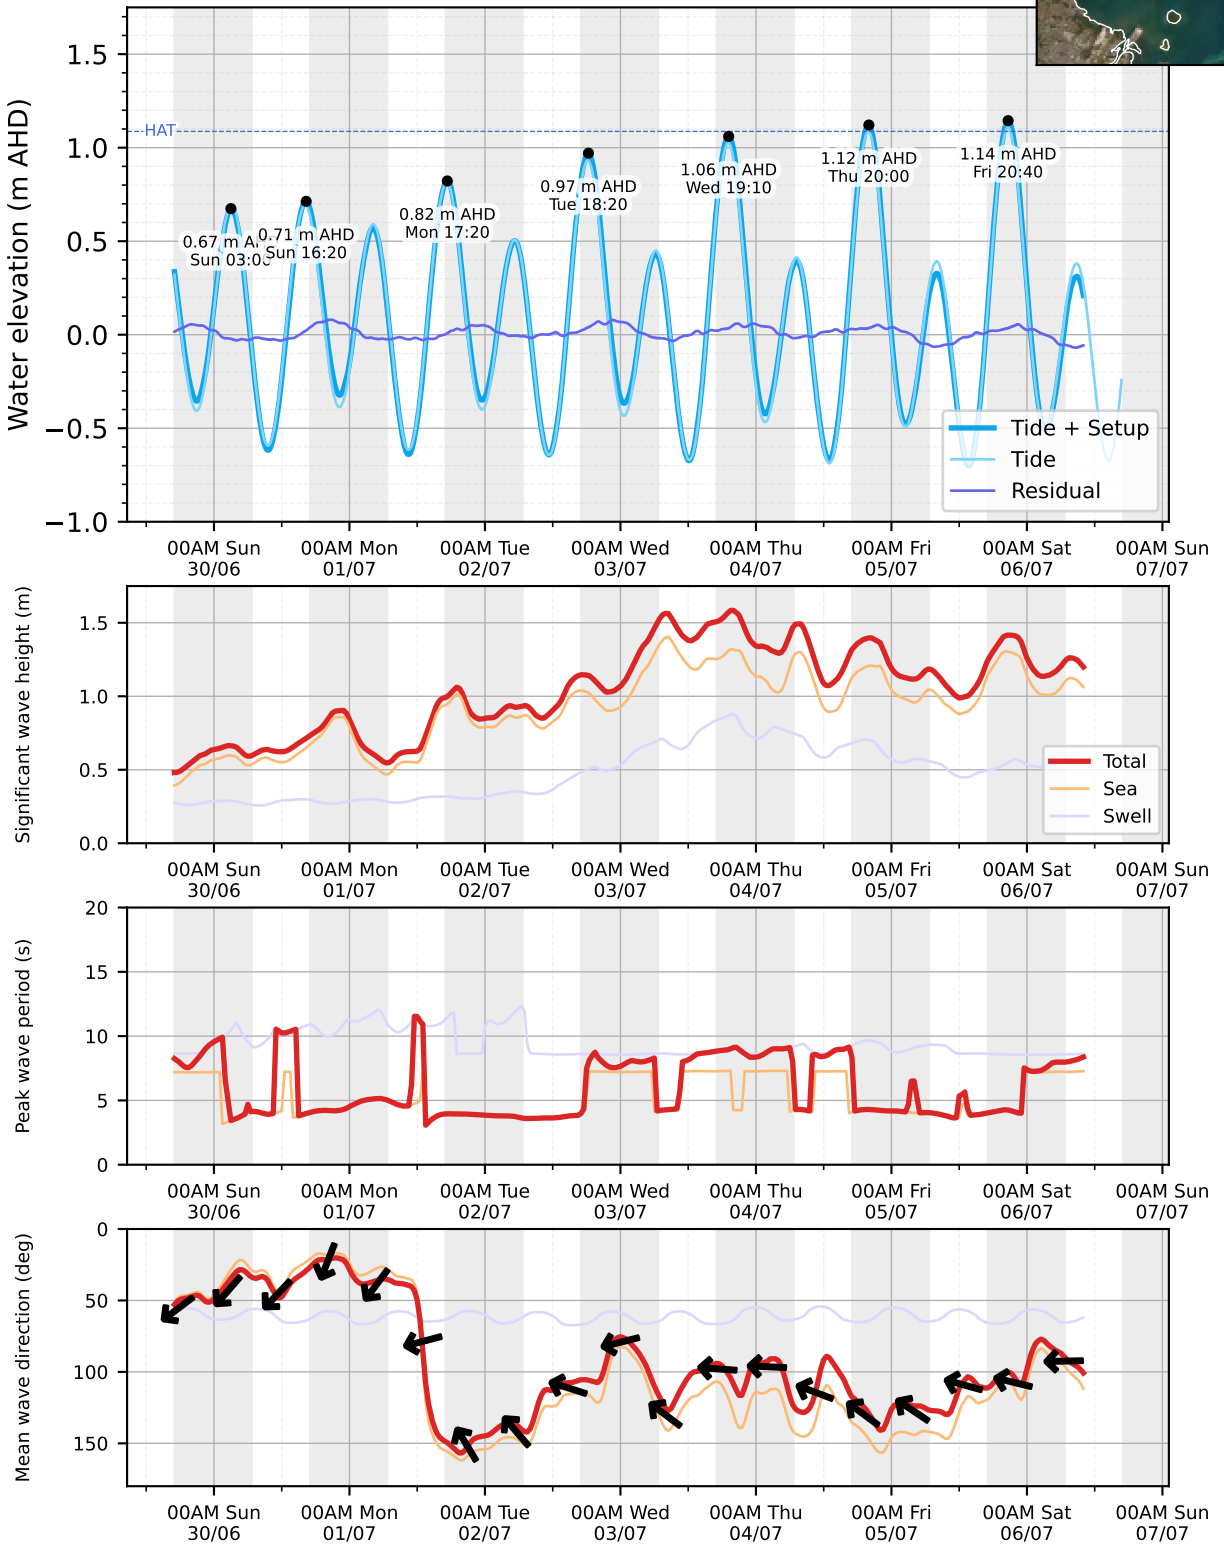 Water elevation (m AHD)
1.5
1.0
0.5
0.0
−0.5
−1.0
HAT
0.67 m A
Sun 03:0
0.71 m AHD
Sun 16:20
0.82 m AHD
Mon 17:20
0.97 m AHD
Tue 18:20
1.06 m AHD
Wed 19:10
1.12 m AHD
Thu 20:00
1.14 m AHD
Fri 20:40
Tide + Setup
Tide
Residual
00AM Sun 00AM Mon 00AM Tue 00AM Wed 00AM Thu 00AM Fri 00AM Sat 00AM Sun
30/06 01/07 02/07 03/07 04/07 05/07 06/07 07/07
Significant wave height (m)
1.5
1.0
0.5
0.0
Total
Sea
Swell
00AM Sun 00AM Mon 00AM Tue 00AM Wed 00AM Thu 00AM Fri 00AM Sat 00AM Sun
30/06 01/07 02/07 03/07 04/07 05/07 06/07 07/07
Peak wave period (s)
20
15
10
5
0
00AM Sun 00AM Mon 00AM Tue 00AM Wed 00AM Thu 00AM Fri 00AM Sat 00AM Sun
30/06 01/07 02/07 03/07 04/07 05/07 06/07 07/07
Mean wave direction (deg)
0
50
100
150
00AM Sun 00AM Mon 00AM Tue 00AM Wed 00AM Thu 00AM Fri 00AM Sat 00AM Sun
30/06 01/07 02/07 03/07 04/07 05/07 06/07 07/07